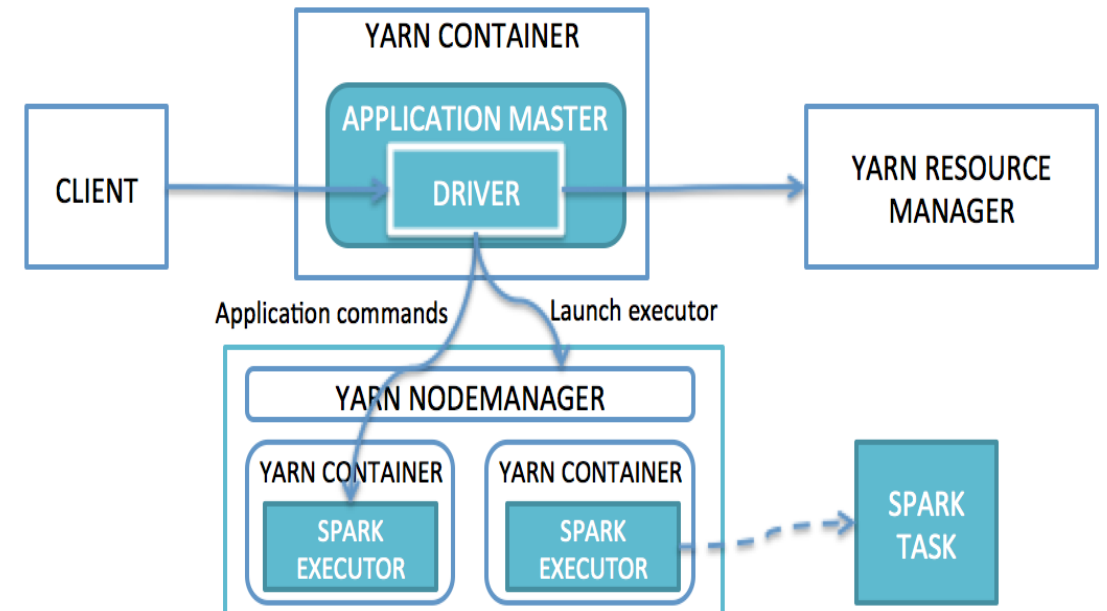 YARN CONTAINER
APPLICATION MASTER
CLIENT
DRIVER
YARN RESOURCE
MANAGER
Application commands
Launch executor
YARN NODEMANAGER
YARN CONTAINER
YARN CONTAINER
SPARK
EXECUTOR
SPARK
EXECUTOR
SPARK
TASK